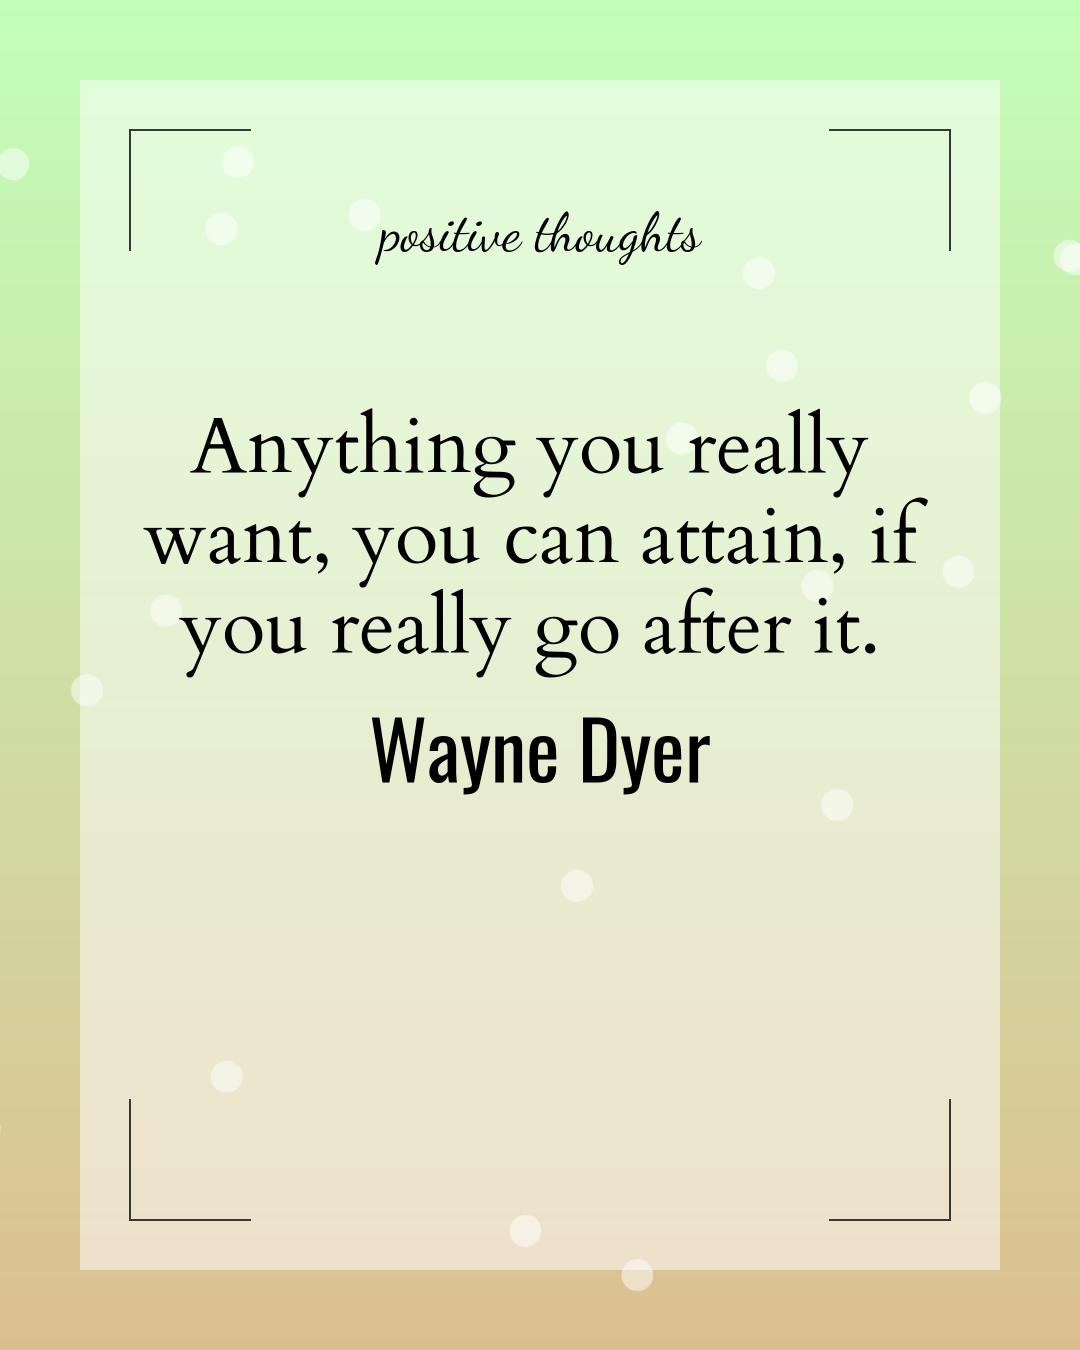 positive thoughts
Anything you really
want, you can attain, if
you really go after it.
Wayne Dyer